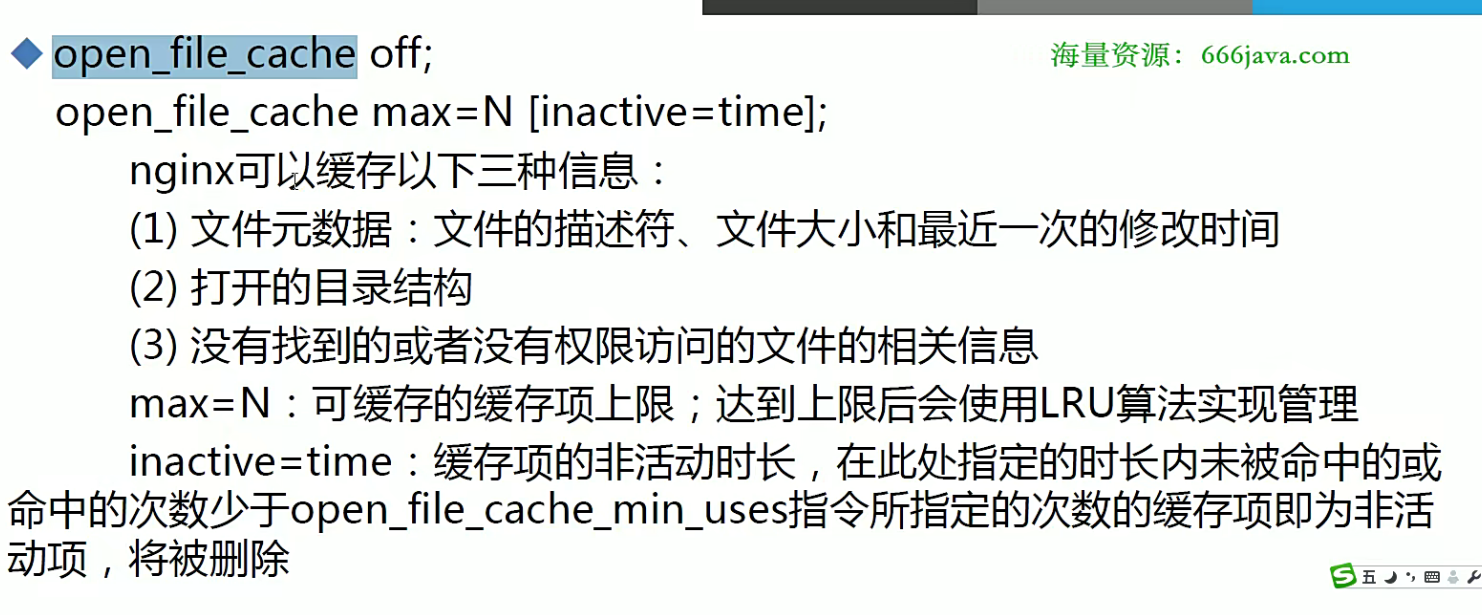 open_file_cache off;
海量资源：666java.com
open_file_cache max=N [inactive=time];
nginx可以缓存以下三种信息：
(1) 文件元数据：文件的描述符、文件大小和最近一次的修改时间
(2) 打开的目录结构
(3) 没有找到的或者没有权限访问的文件的相关信息
max=N：可缓存的缓存项上限；达到上限后会使用LRU算法实现管理
inactive=time：缓存项的非活动时长，在此处指定的时长内未被命中的或
命中的次数少于open_file_cache_min_uses指令所指定的次数的缓存项即为非活
动项，将被删除
S 五